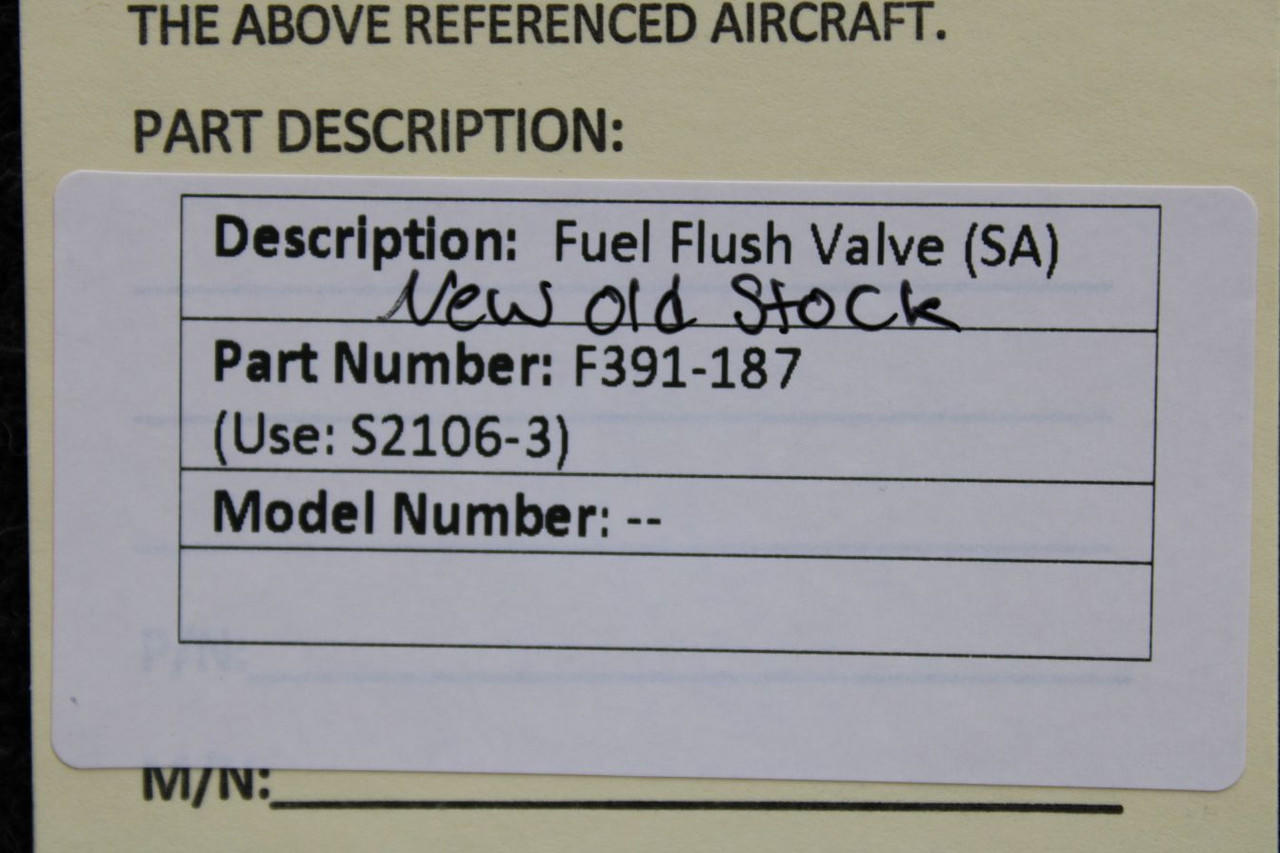 THE ABOVE REFERENCED AIRCRAFT.
PART DESCRIPTION:
Description: Fuel Flush Valve (SA)
New old Stock
Part Number: F391-187
(Use: S2106-3)
Model Number: --
P/N:
M/N: